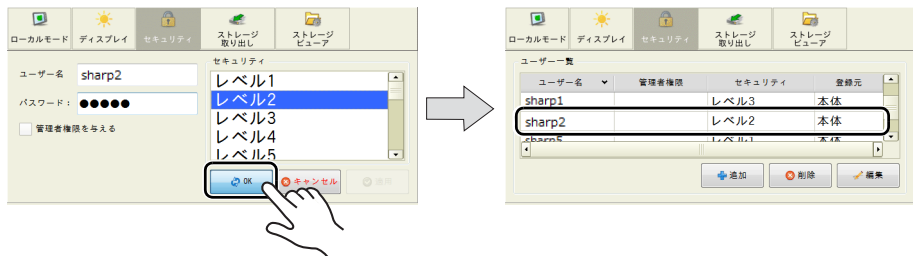 ローカルモード
ディスプレイ
セキュリティ
ストレージ
取り出し
ストレージ
ビューア
ユーザー名
sharp2
パスワード：
●●●●●
管理者権限を与える
セキュリティ
レベル1
レベル2
レベル3
レベル4
レベル5
OK
キャンセル
適用
ローカルモード
ディスプレイ
セキュリティ
ストレージ
取り出し
ストレージ
ビューア
ユーザー一覧
ユーザー名 管理者権限 セキュリティ 登録元
sharp1 レベル3 本体
sharp2 レベル2 本体
sharp5 レベル1 本体
追加
削除
編集